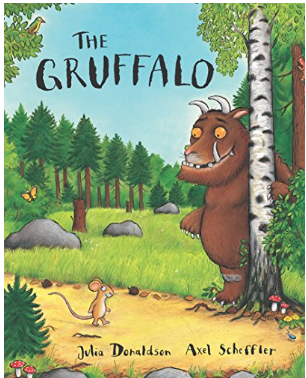 THE
GRUFFALO
Julia Donaldson Axel Scheffler